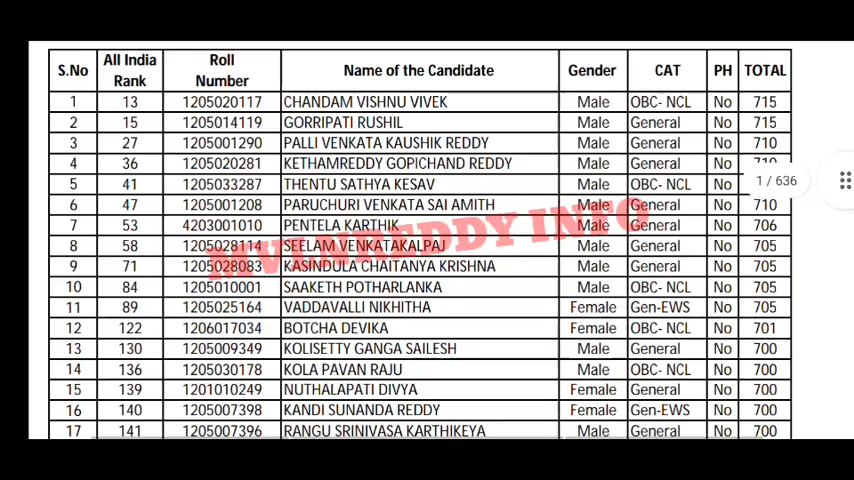 S.No All India Rank Roll Number Name of the Candidate Gender CAT PH TOTAL
1 13 1205020117 CHANDAM VISHNU VIVEK Male OBC- NCL No 715
2 15 1205014119 GORRIPATI RUSHIL Male General No 715
3 27 1205001290 PALLI VENKATA KAUSHIK REDDY Male General No 710
4 36 1205020281 KETHAMREDDY GOPICHAND REDDY Male General No 710
1 / 636
5 41 1205033287 THENTU SATHYA KESAV Male OBC- NCL No
6 47 1205001208 PARUCHURI VENKATA SAI AMITH Male General No 710
7 53 4203001010 PENTELA KARTHIK Male General No 706
MVLNREDDY INFO
8 58 1205028114 SEELAM VENKATAKALPAJ Male General No 705
9 71 1205028083 KASINDULA CHAITANYA KRISHNA Male General No 705
10 84 1205010001 SAAKETH POTHARLANKA Male OBC- NCL No 705
11 89 1205025164 VADDAVALLI NIKHITHA Female Gen-EWS No 705
12 122 1206017034 BOTCHA DEVIKA Female OBC- NCL No 701
13 130 1205009349 KOLISETTY GANGA SAILESH Male General No 700
14 136 1205030178 KOLA PAVAN RAJU Male OBC- NCL No 700
15 139 1201010249 NUTHALAPATI DIVYA Female General No 700
16 140 1205007398 KANDI SUNANDA REDDY Female Gen-EWS No 700
17 141 1205007396 RANGU SRINIVASA KARTHIKEYA Male General No 700